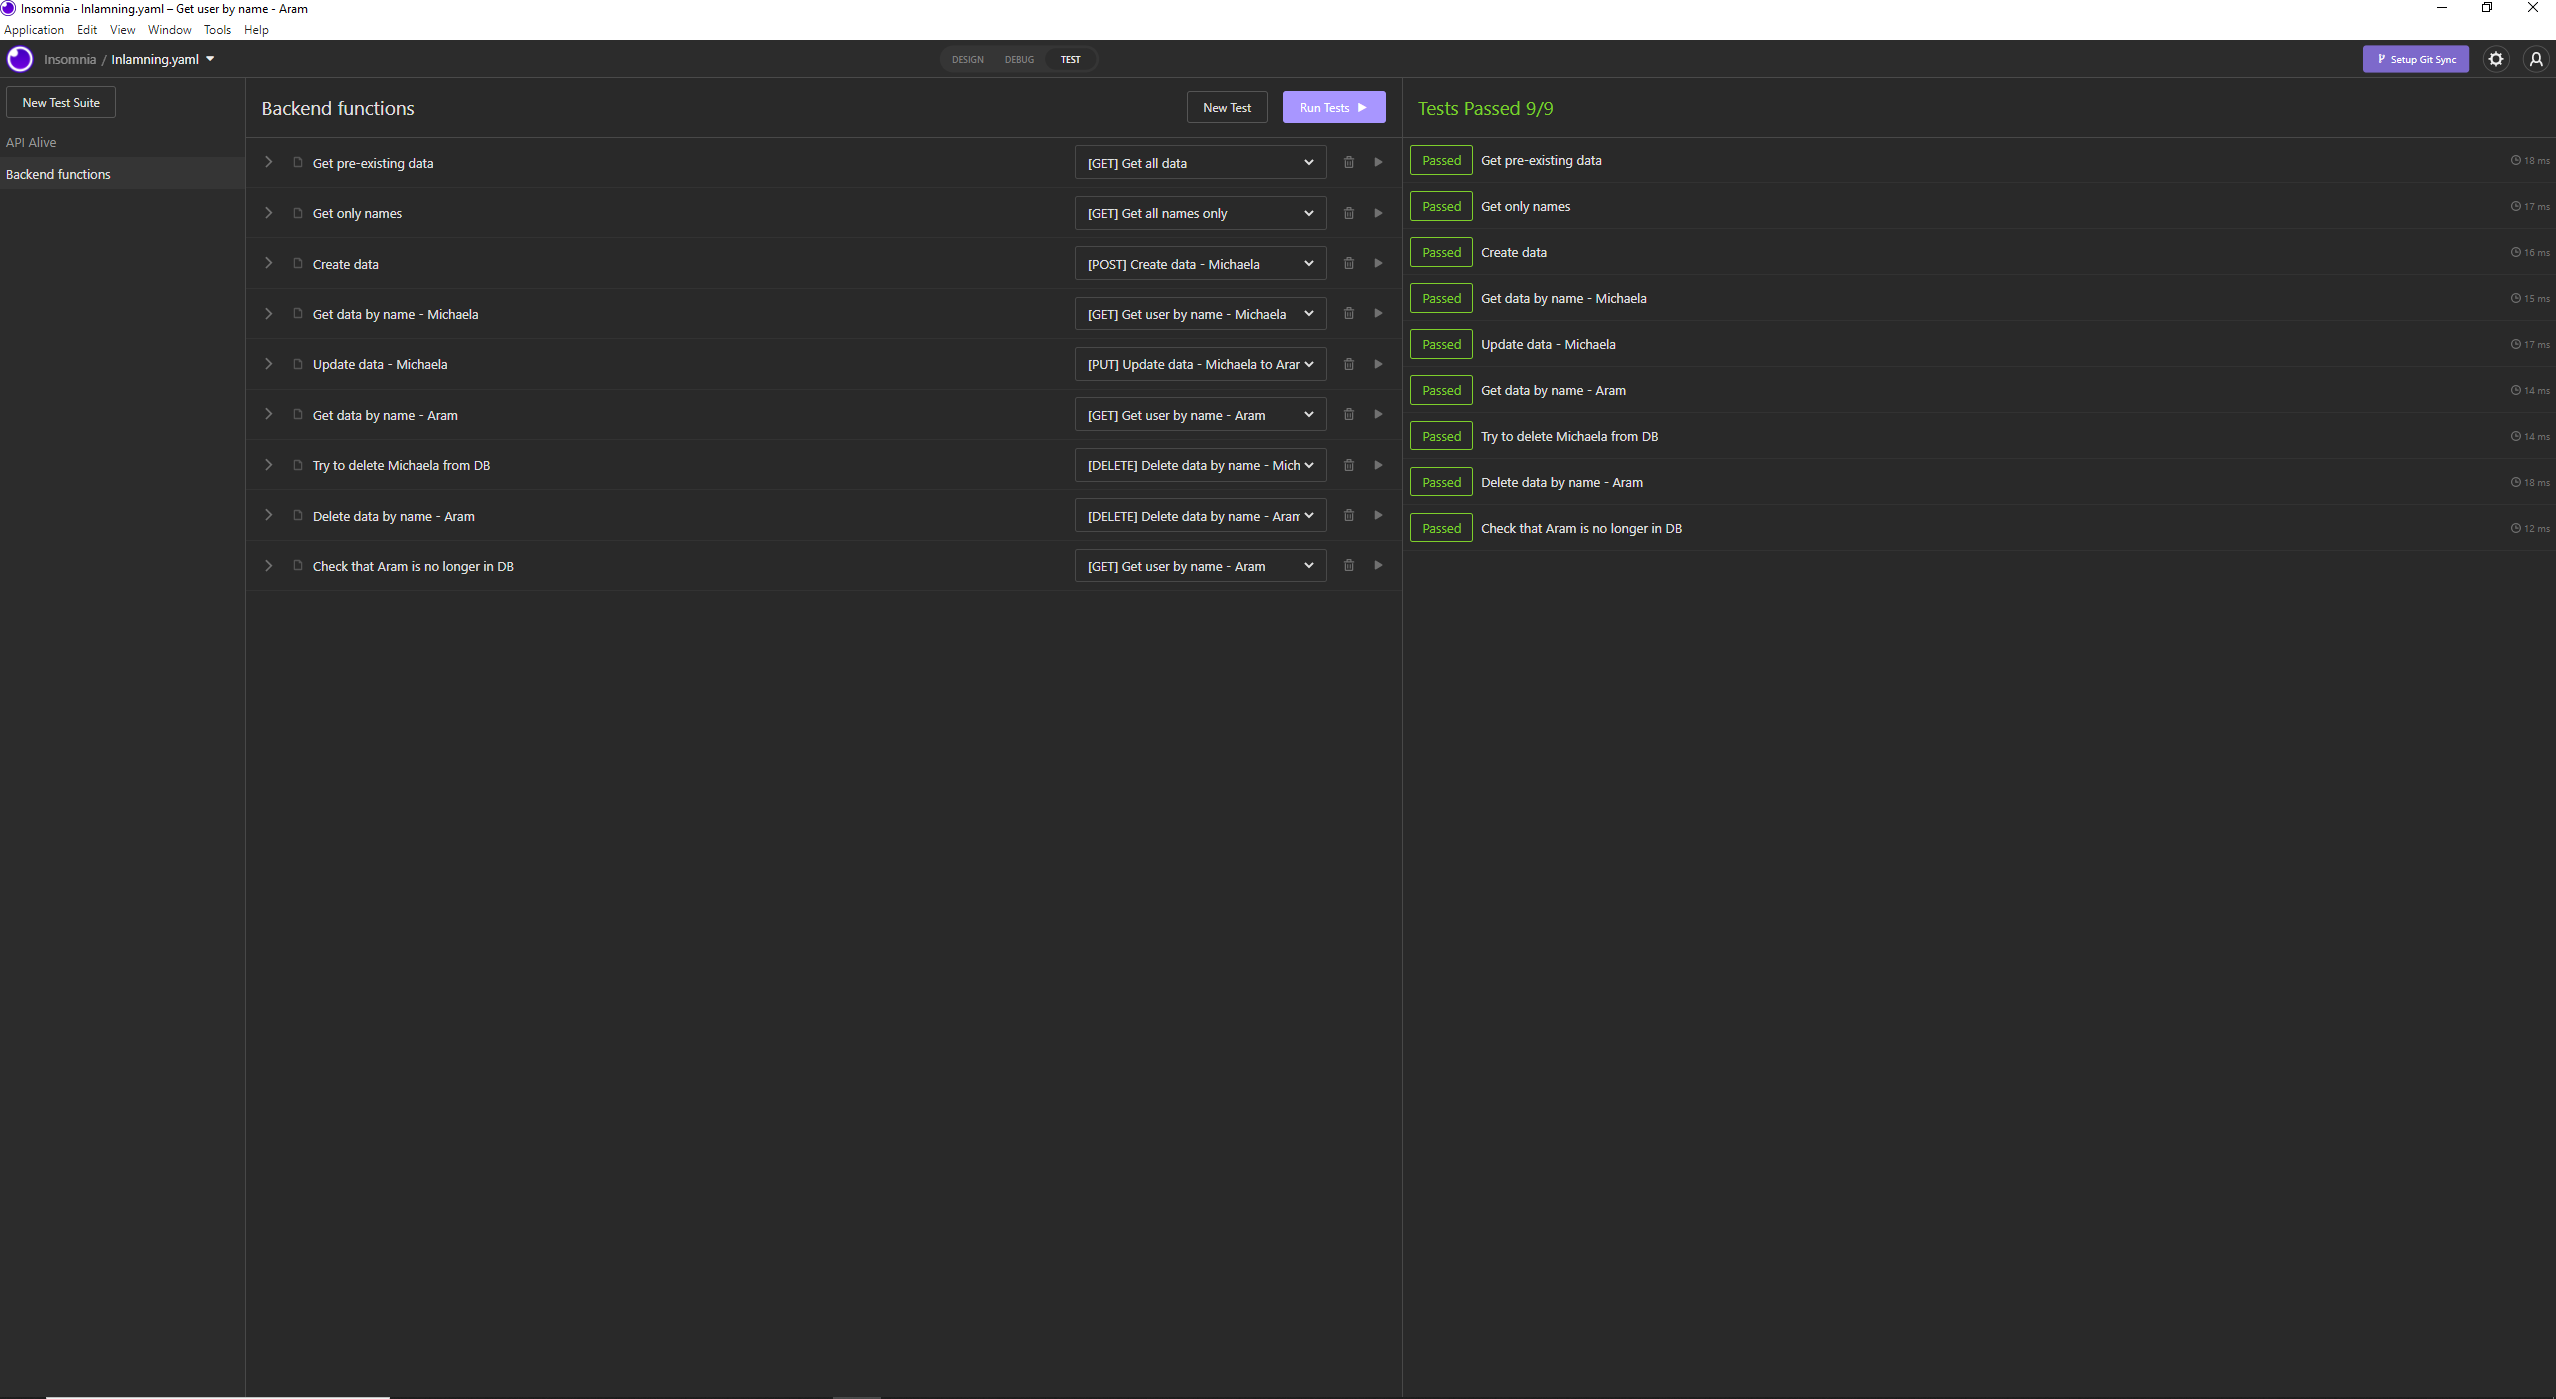 Insomnia - Inlamning.yaml – Get user by name - Aram
Application Edit View Window Tools Help
Insomnia / Inlamning.yaml
DESIGN DEBUG TEST
Setup Git Sync
New Test Suite
API Alive
Backend functions
Backend functions
New Test
Run Tests
Get pre-existing data [GET] Get all data
Get only names [GET] Get all names only
Create data [POST] Create data - Michaela
Get data by name - Michaela [GET] Get user by name - Michaela
Update data - Michaela [PUT] Update data - Michaela to Arar
Get data by name - Aram [GET] Get user by name - Aram
Try to delete Michaela from DB [DELETE] Delete data by name - Mich
Delete data by name - Aram [DELETE] Delete data by name - Aram
Check that Aram is no longer in DB [GET] Get user by name - Aram
Tests Passed 9/9
Passed Get pre-existing data 18 ms
Passed Get only names 17 ms
Passed Create data 16 ms
Passed Get data by name - Michaela 15 ms
Passed Update data - Michaela 17 ms
Passed Get data by name - Aram 14 ms
Passed Try to delete Michaela from DB 14 ms
Passed Delete data by name - Aram 18 ms
Passed Check that Aram is no longer in DB 12 ms